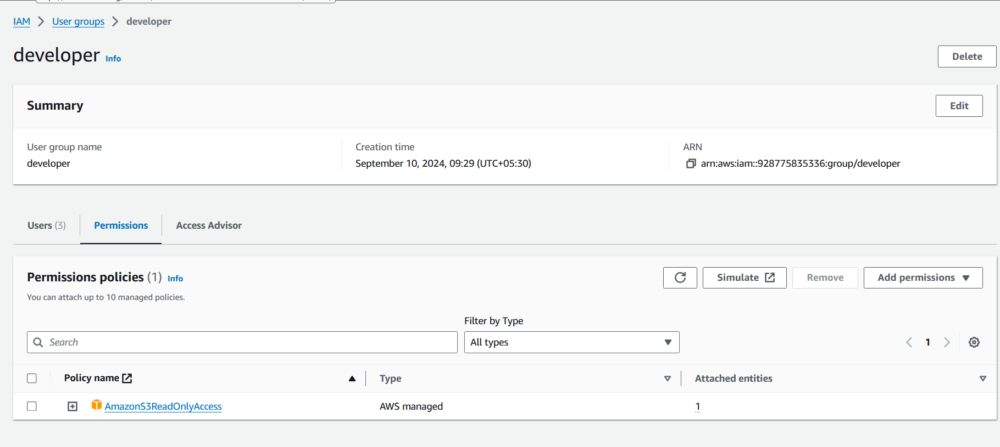 IAM > User groups > developer
developer Info
Delete
Summary
Edit
User group name
developer
Creation time
September 10, 2024, 09:29 (UTC+05:30)
ARN
arn:aws:iam::928775835336:group/developer
Users (3)
Permissions
Access Advisor
Permissions policies (1) Info
You can attach up to 10 managed policies.
Simulate
Remove
Add permissions
Filter by Type
Search
All types
1
Policy name
Type
Attached entities
AmazonS3ReadOnlyAccess
AWS managed
1